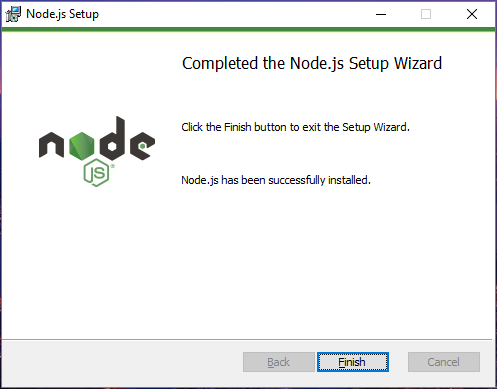 Node.js Setup
Completed the Node.js Setup Wizard
Click the Finish button to exit the Setup Wizard.
node
JS
Node.js has been successfully installed.
Back
Finish
Cancel